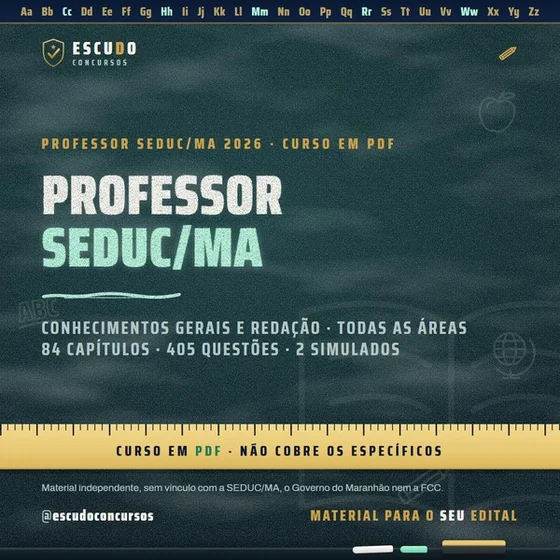 Aa Bb Cc Dd Ee Ff Gg Hh Ii Jj Kk Ll Mm Nn Oo Pp Qq Rr Ss Tt Uu Vv Ww Xx Yy Zz
ESCUDO
CONCURSOS
PROFESSOR SEDUC/MA 2026 · CURSO EM PDF
PROFESSOR
SEDUC/MA
ABC
CONHECIMENTOS GERAIS E REDAÇÃO · TODAS AS ÁREAS
84 CAPÍTULOS · 405 QUESTÕES · 2 SIMULADOS
CURSO EM PDF · NÃO COBRE OS ESPECÍFICOS
Material independente, sem vínculo com a SEDUC/MA, o Governo do Maranhão nem a FCC.
@escudoconcursos
MATERIAL PARA O SEU EDITAL